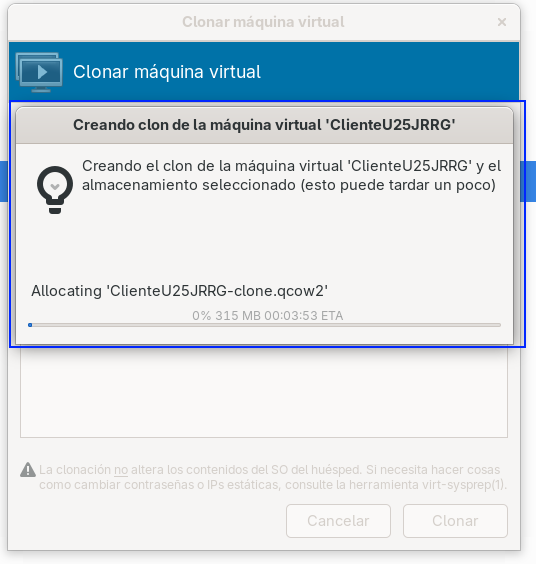 Clonar máquina virtual
×
Clonar máquina virtual
Creando clon de la máquina virtual 'ClienteU25JRRG'
Creando el clon de la máquina virtual 'ClienteU25JRRG' y el
almacenamiento seleccionado (esto puede tardar un poco)
Allocating 'ClienteU25JRRG-clone.qcow2'
0% 315 MB 00:03:53 ETA
La clonación no altera los contenidos del SO del huésped. Si necesita hacer cosas
como cambiar contraseñas o IPs estáticas, consulte la herramienta virt-sysprep(1).
Cancelar
Clonar